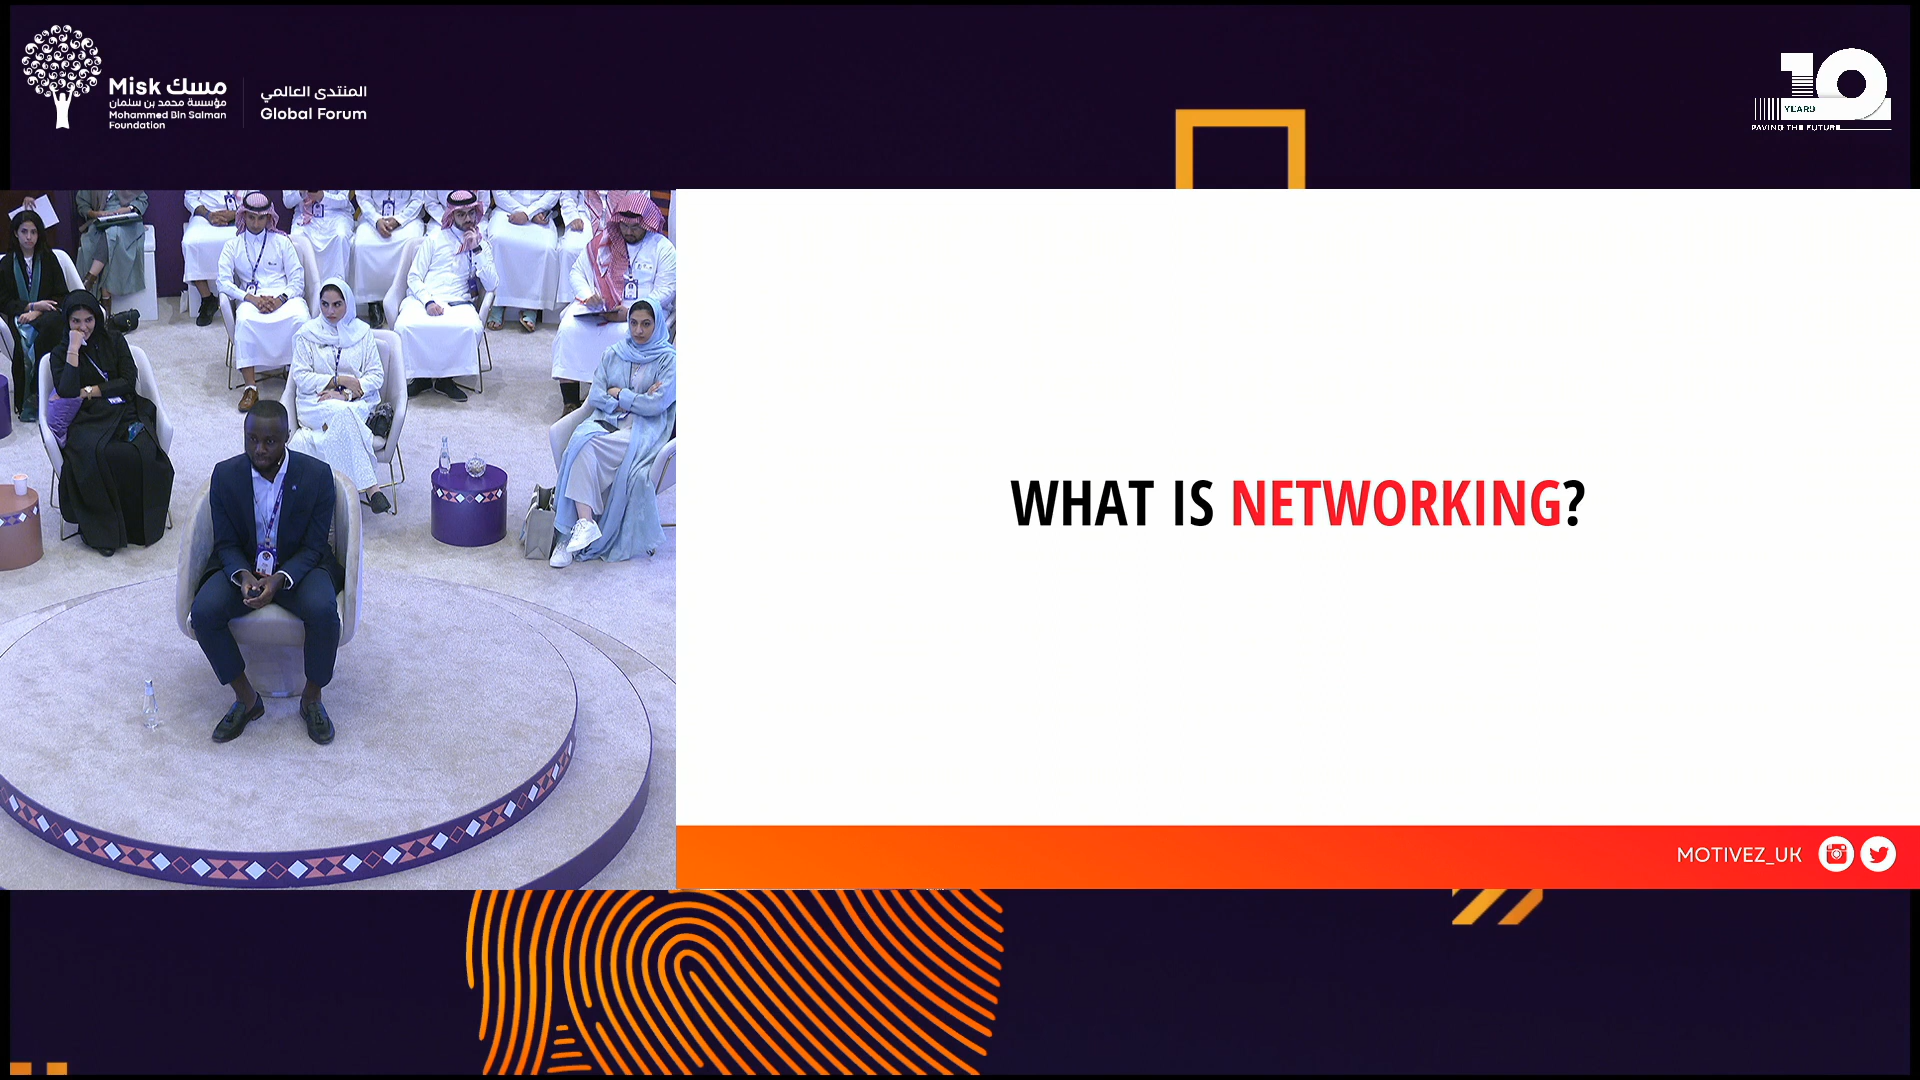 Misk مسك
مؤسسة محمد بن سلمان
Mohammed Bin Salman
Foundation
المنتدى العالمي
Global Forum
10
YEARS
PAVING THE FUTURE
WHAT IS NETWORKING?
MOTIVEZ_UK